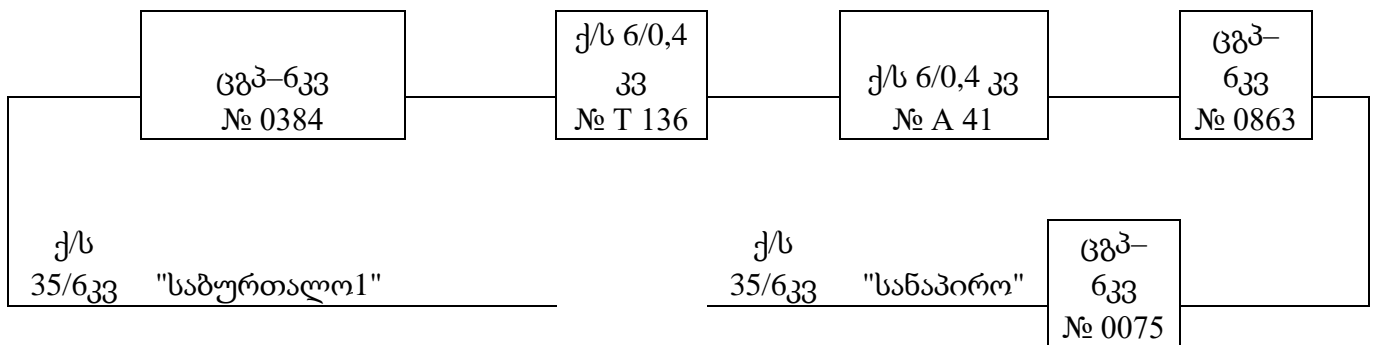 ცგპ–6კვ
№ 0384
ქ/ს 6/0,4
კვ
№ T 136
ქ/ს 6/0,4 კვ
№ A 41
ცგპ–
6კვ
№ 0863
ქ/ს
35/6კვ "საბურთალო1"
ქ/ს
35/6კვ "სანაპირო"
ცგპ–
6კვ
№ 0075